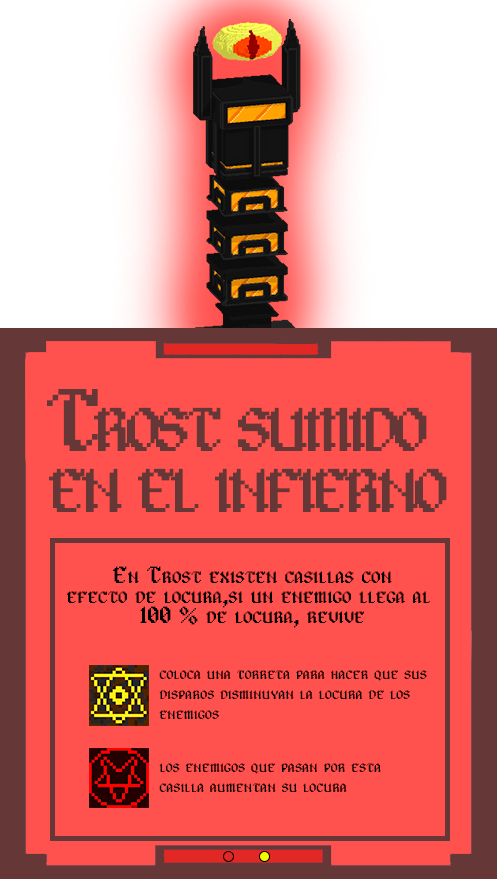 Trost sumido
en el infierno
En Trost existen casillas con
efecto de locura,si un enemigo llega al
100 % de locura, revive
coloca una torreta para hacer que sus
disparos disminuyan la locura de los
enemigos
los enemigos que pasan por esta
casilla aumentan su locura